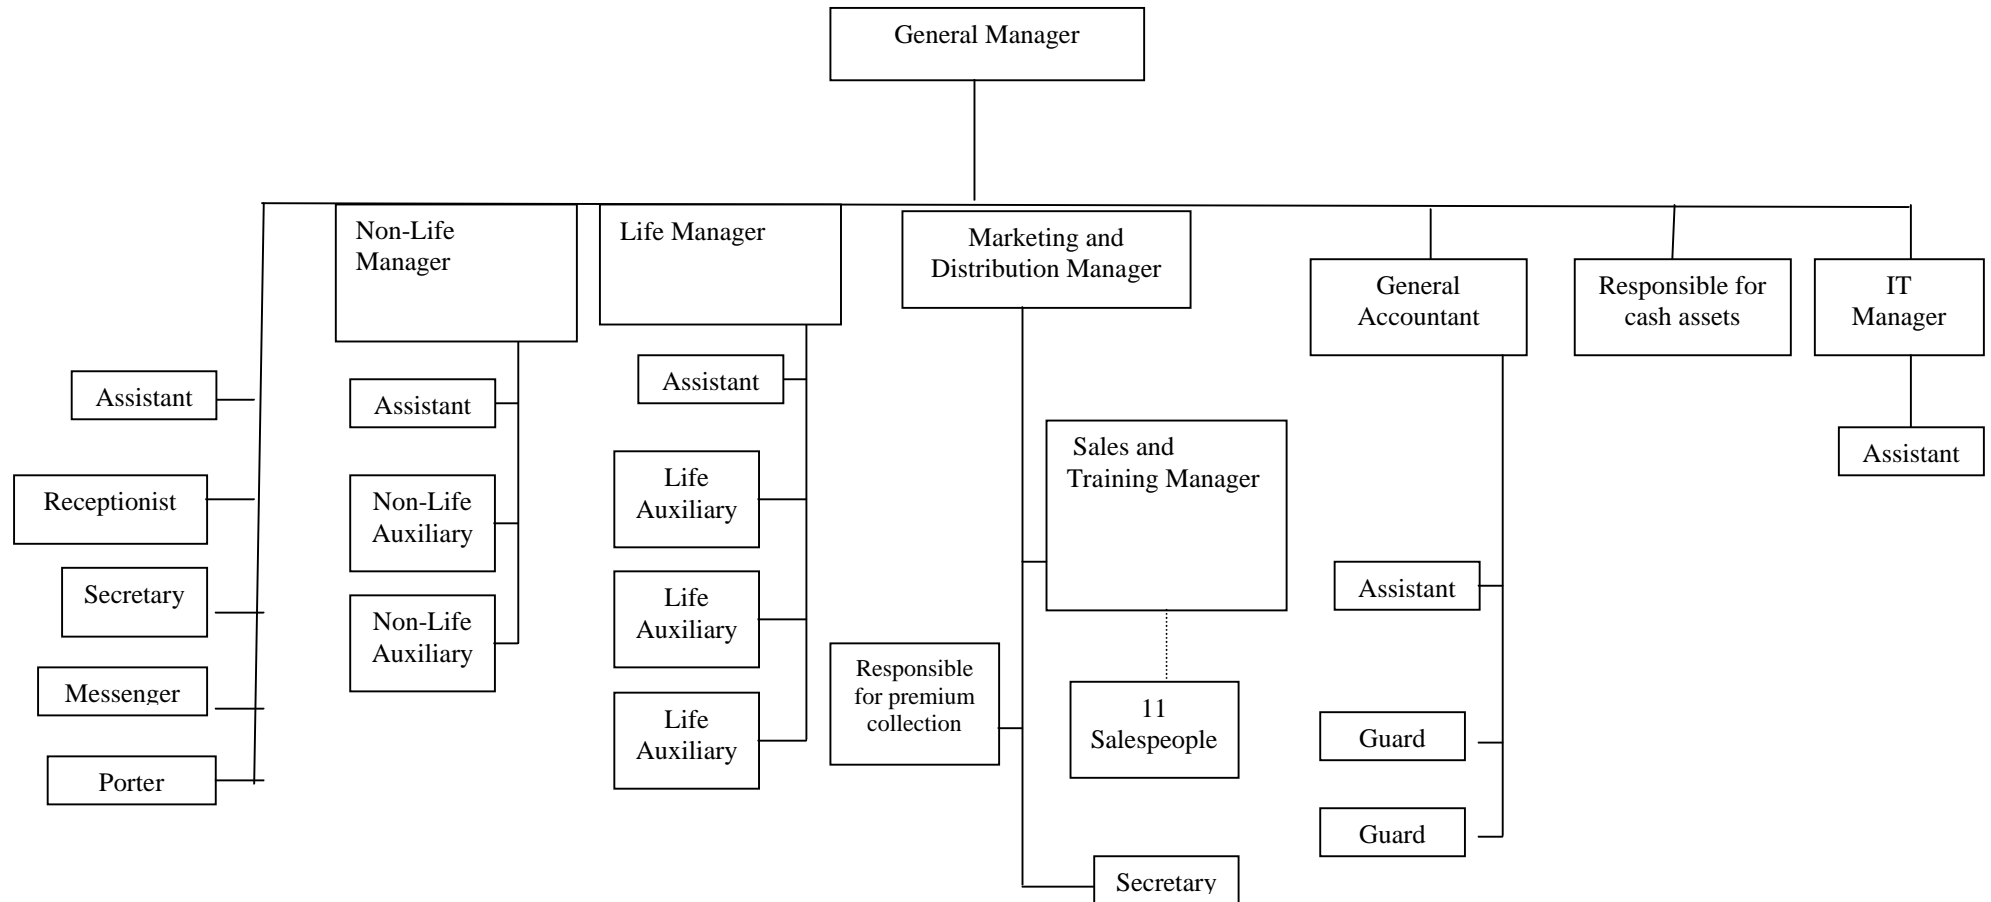 General Manager
Non-Life
Manager
Life Manager
Marketing and
Distribution Manager
General
Accountant
Responsible for
cash assets
IT
Manager
Assistant
Receptionist
Secretary
Messenger
Porter
Assistant
Non-Life
Auxiliary
Non-Life
Auxiliary
Assistant
Life
Auxiliary
Life
Auxiliary
Life
Auxiliary
Sales and
Training Manager
Responsible
for premium
collection
11
Salespeople
Secretary
Assistant
Guard
Guard
Assistant